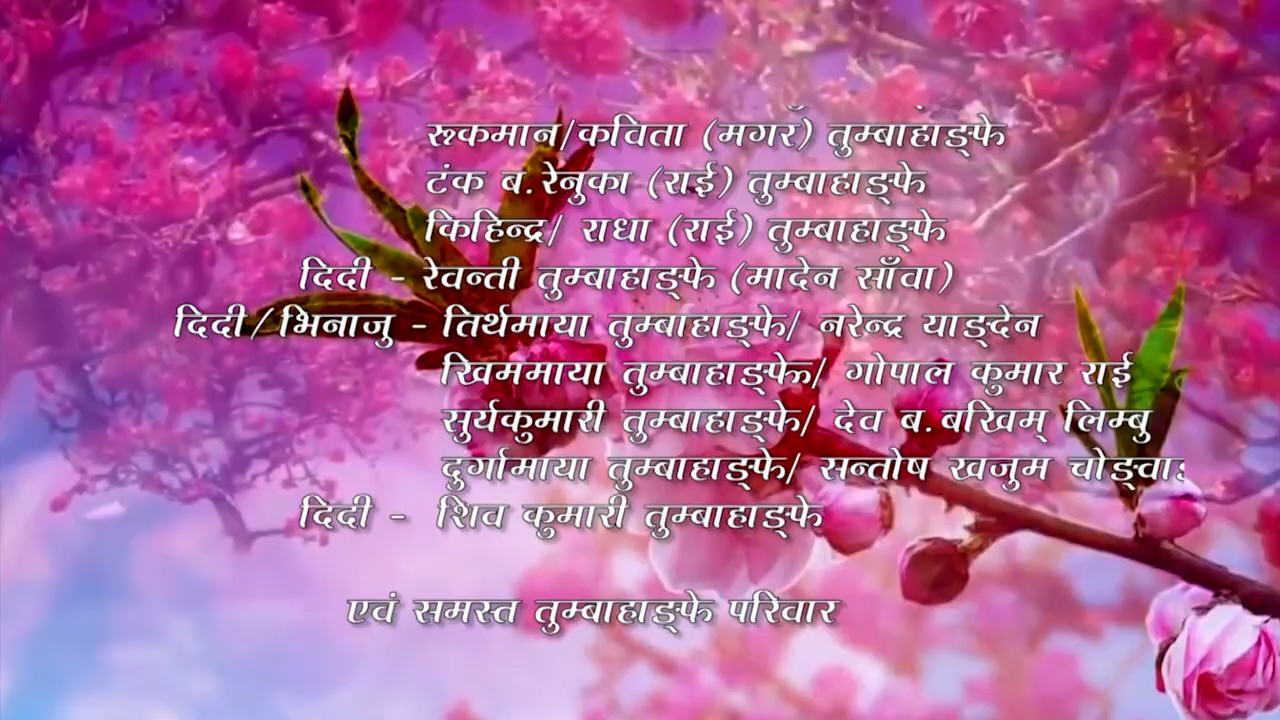 रूकमान/कविता (मगर) तुम्बाहाङ्फे
टंक ब.रेनुका (राई) तुम्बाहाङ्फे
किहिन्द्र/ राधा (राई) तुम्बाहाङ्फे
दिदी - रेवन्ती तुम्बाहाङ्फे (मादेन साँवा)
दिदी/भिनाजु - तिर्थमाया तुम्बाहाङ्फे/ नरेन्द्र याङ्देन
खिममाया तुम्बाहाङ्फे/ गोपाल कुमार राई
सुर्यकुमारी तुम्बाहाङ्फे/ देव ब.बखिम् लिम्बु
दुर्गामाया तुम्बाहाङ्फे/ सन्तोष खजुम
दिदी - शिव कुमारी तुम्बाहाङ्फे
एवं समस्त तुम्बाहाङ्फे परिवार